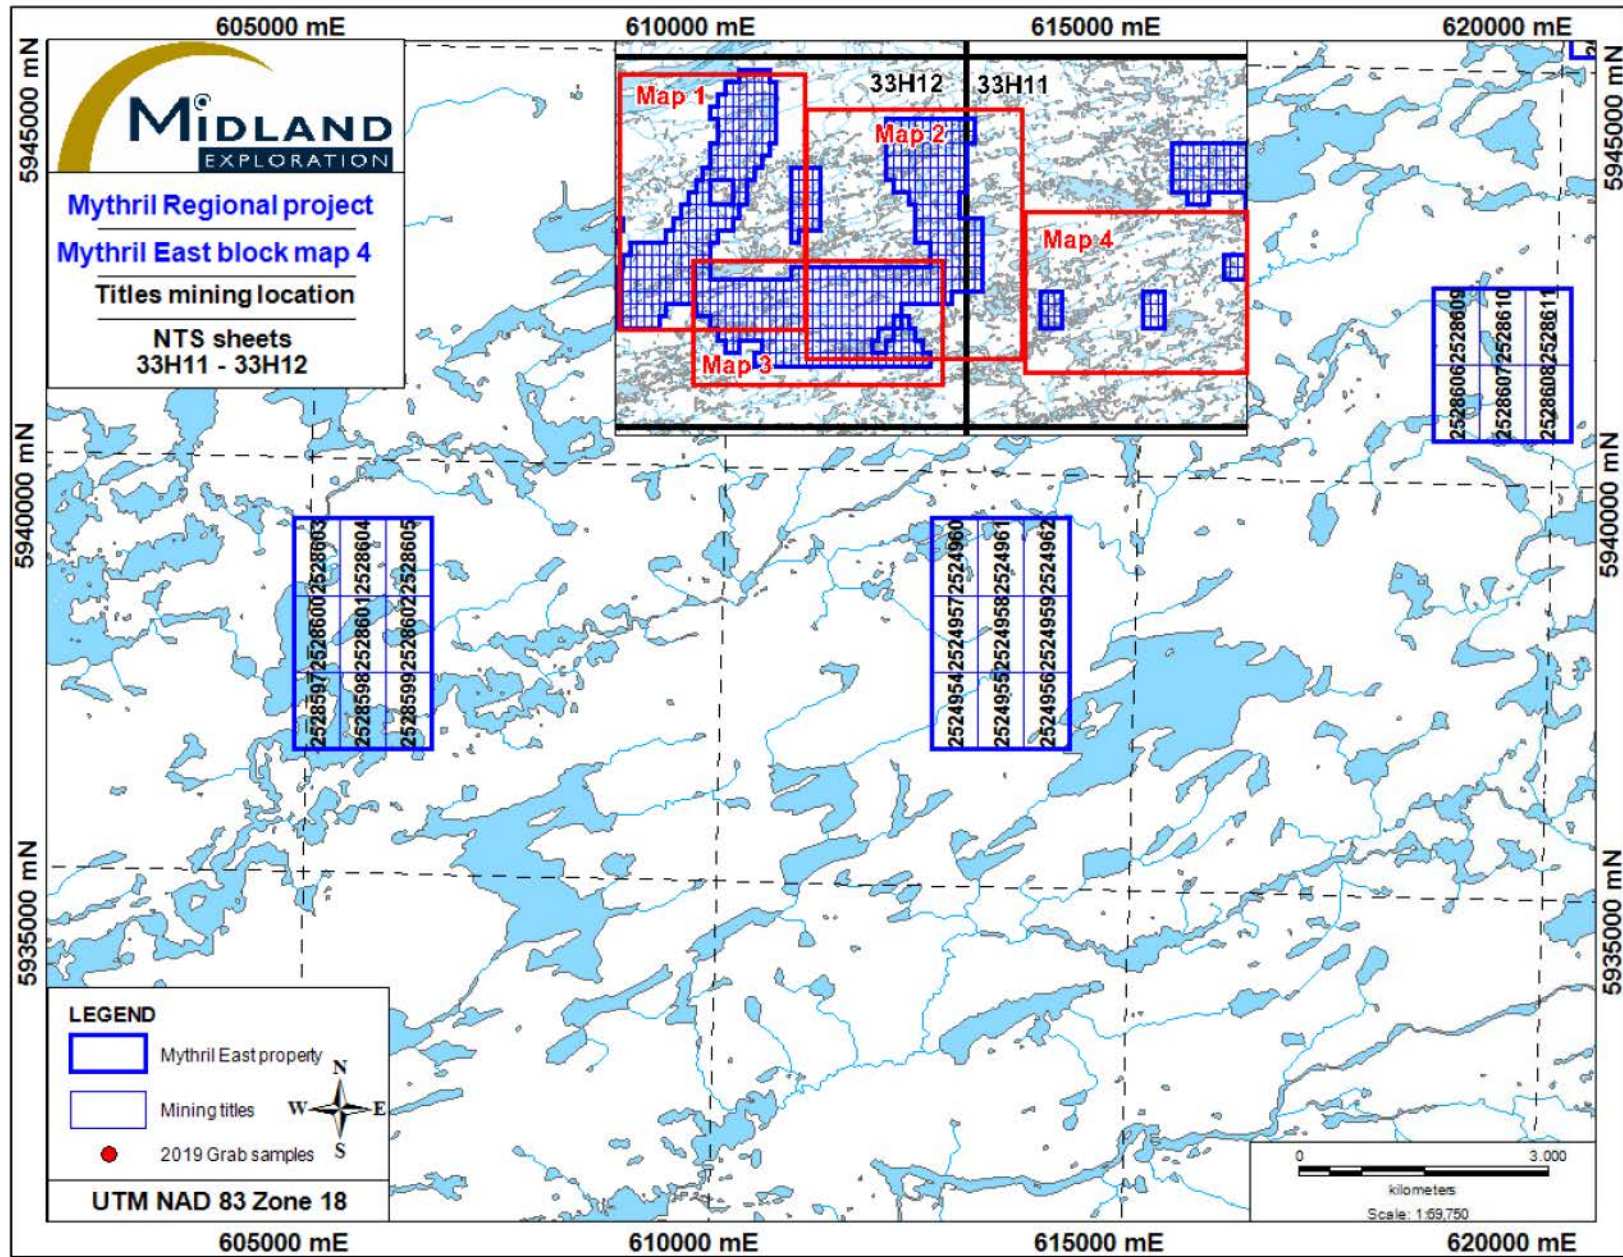 605000 mE
610000 mE
615000 mE
620000 mE
5945000 mN
5945000 mN
MIDLAND
EXPLORATION
Mythril Regional project
Mythril East block map 4
Titles mining location
NTS sheets
33H11 - 33H12
Map 1
33H12
33H11
Map 2
Map 4
Map 3
2528609
2528610
2528611
2528606
2528607
2528608
5940000 mN
5940000 mN
2528603
2528604
2528605
2528600
2528601
2528602
2528597
2528598
2528599
2524960
2524961
2524962
2524957
2524958
2524959
2524954
2524955
2524956
5935000 mN
5935000 mN
LEGEND
Mythril East property
Mining titles
2019 Grab samples
N
W
E
S
UTM NAD 83 Zone 18
0
3.000
kilometers
Scale: 1:69,750
605000 mE
610000 mE
615000 mE
620000 mE